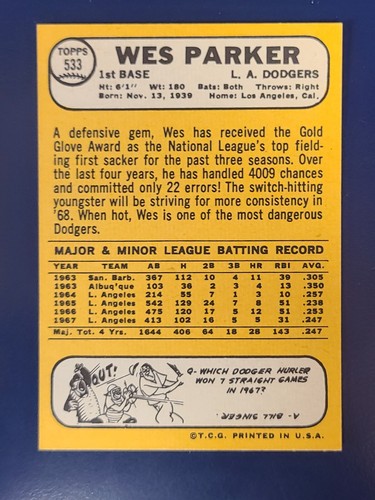 TOPPS
533
WES PARKER
1st BASE L. A. DODGERS
Ht: 6'1" Wt: 180 Bats: Both Throws: Right
Born: Nov. 13, 1939 Home: Los Angeles, Cal,
A defensive gem, Wes has received the Gold
Glove Award as the National League's top field-
ing first sacker for the past three seasons. Over
the last four years, he has handled 4009 chances
and committed only 22 errors! The switch-hitting
youngster will be striving for more consistency in
'68. When hot, Wes is one of the most dangerous
Dodgers.
MAJOR & MINOR LEAGUE BATTING RECORD
YEAR TEAM AB H 2B 3B HR RBI AVG.
1963 San. Barb. 367 112 10 4 11 39 .305
1963 Albuq'que 103 36 2 3 4 13 .350
1964 L. Angeles 214 55 7 1 3 10 .257
1965 L. Angeles 542 129 24 7 8 51 .238
1966 L. Angeles 475 120 17 5 12 51 .253
1967 L. Angeles 413 102 16 5 5 31 .247
Maj. Tot. 4 Yrs. 1644 406 64 18 28 143 .247
OUT!
Q- WHICH DODGER HURLER
WON 7 STRAIGHT GAMES
IN 1967?
A- BILL SINGER.
©T.C.G. PRINTED IN U.S.A.